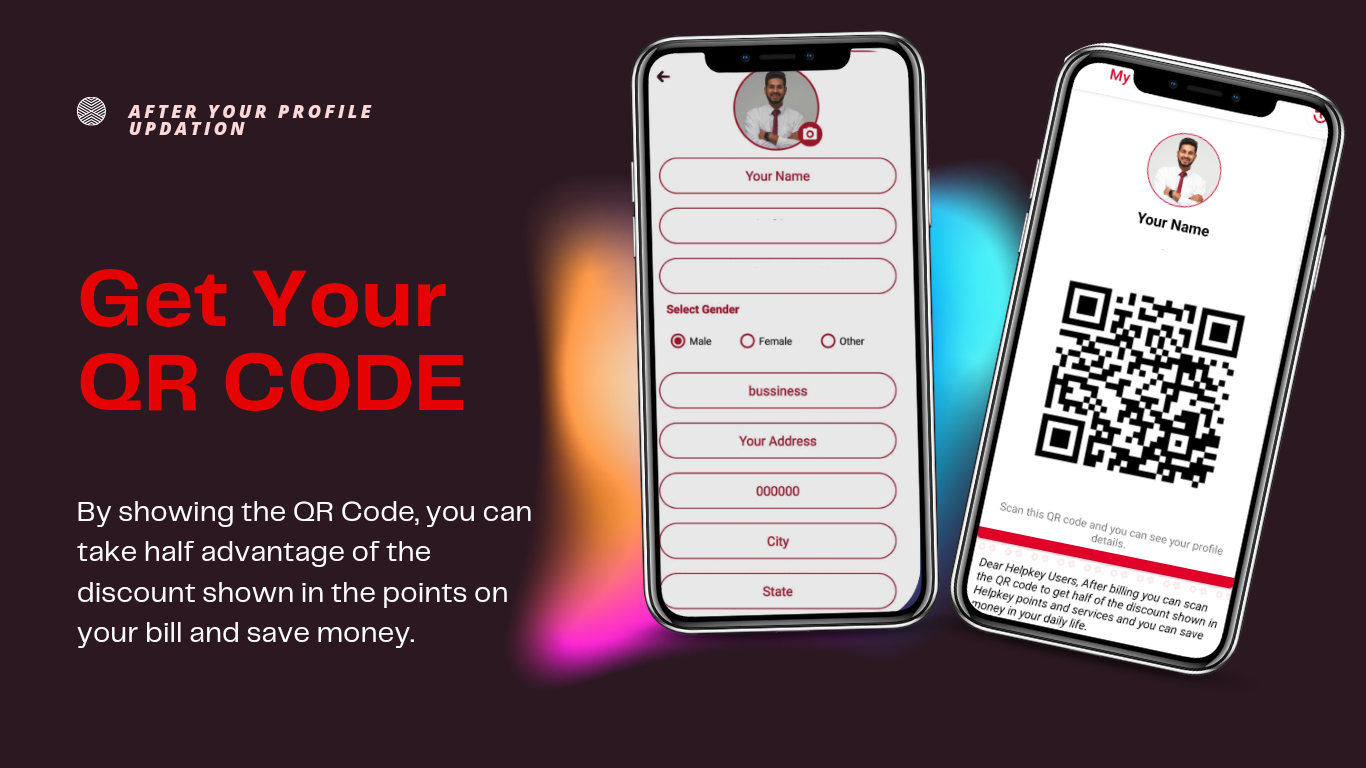 AFTER YOUR PROFILE
UPDATION
Get Your
QR CODE
By showing the QR Code, you can
take half advantage of the
discount shown in the points on
your bill and save money.
Your Name
Select Gender
Male
Female
Other
bussiness
Your Address
000000
City
State
My
Your Name
Scan this QR code and you can see your profile
details.
Dear Helpkey Users, After billing you can scan
the QR code to get half of the discount shown in
Helpkey points and services and you can save
money in your daily life.